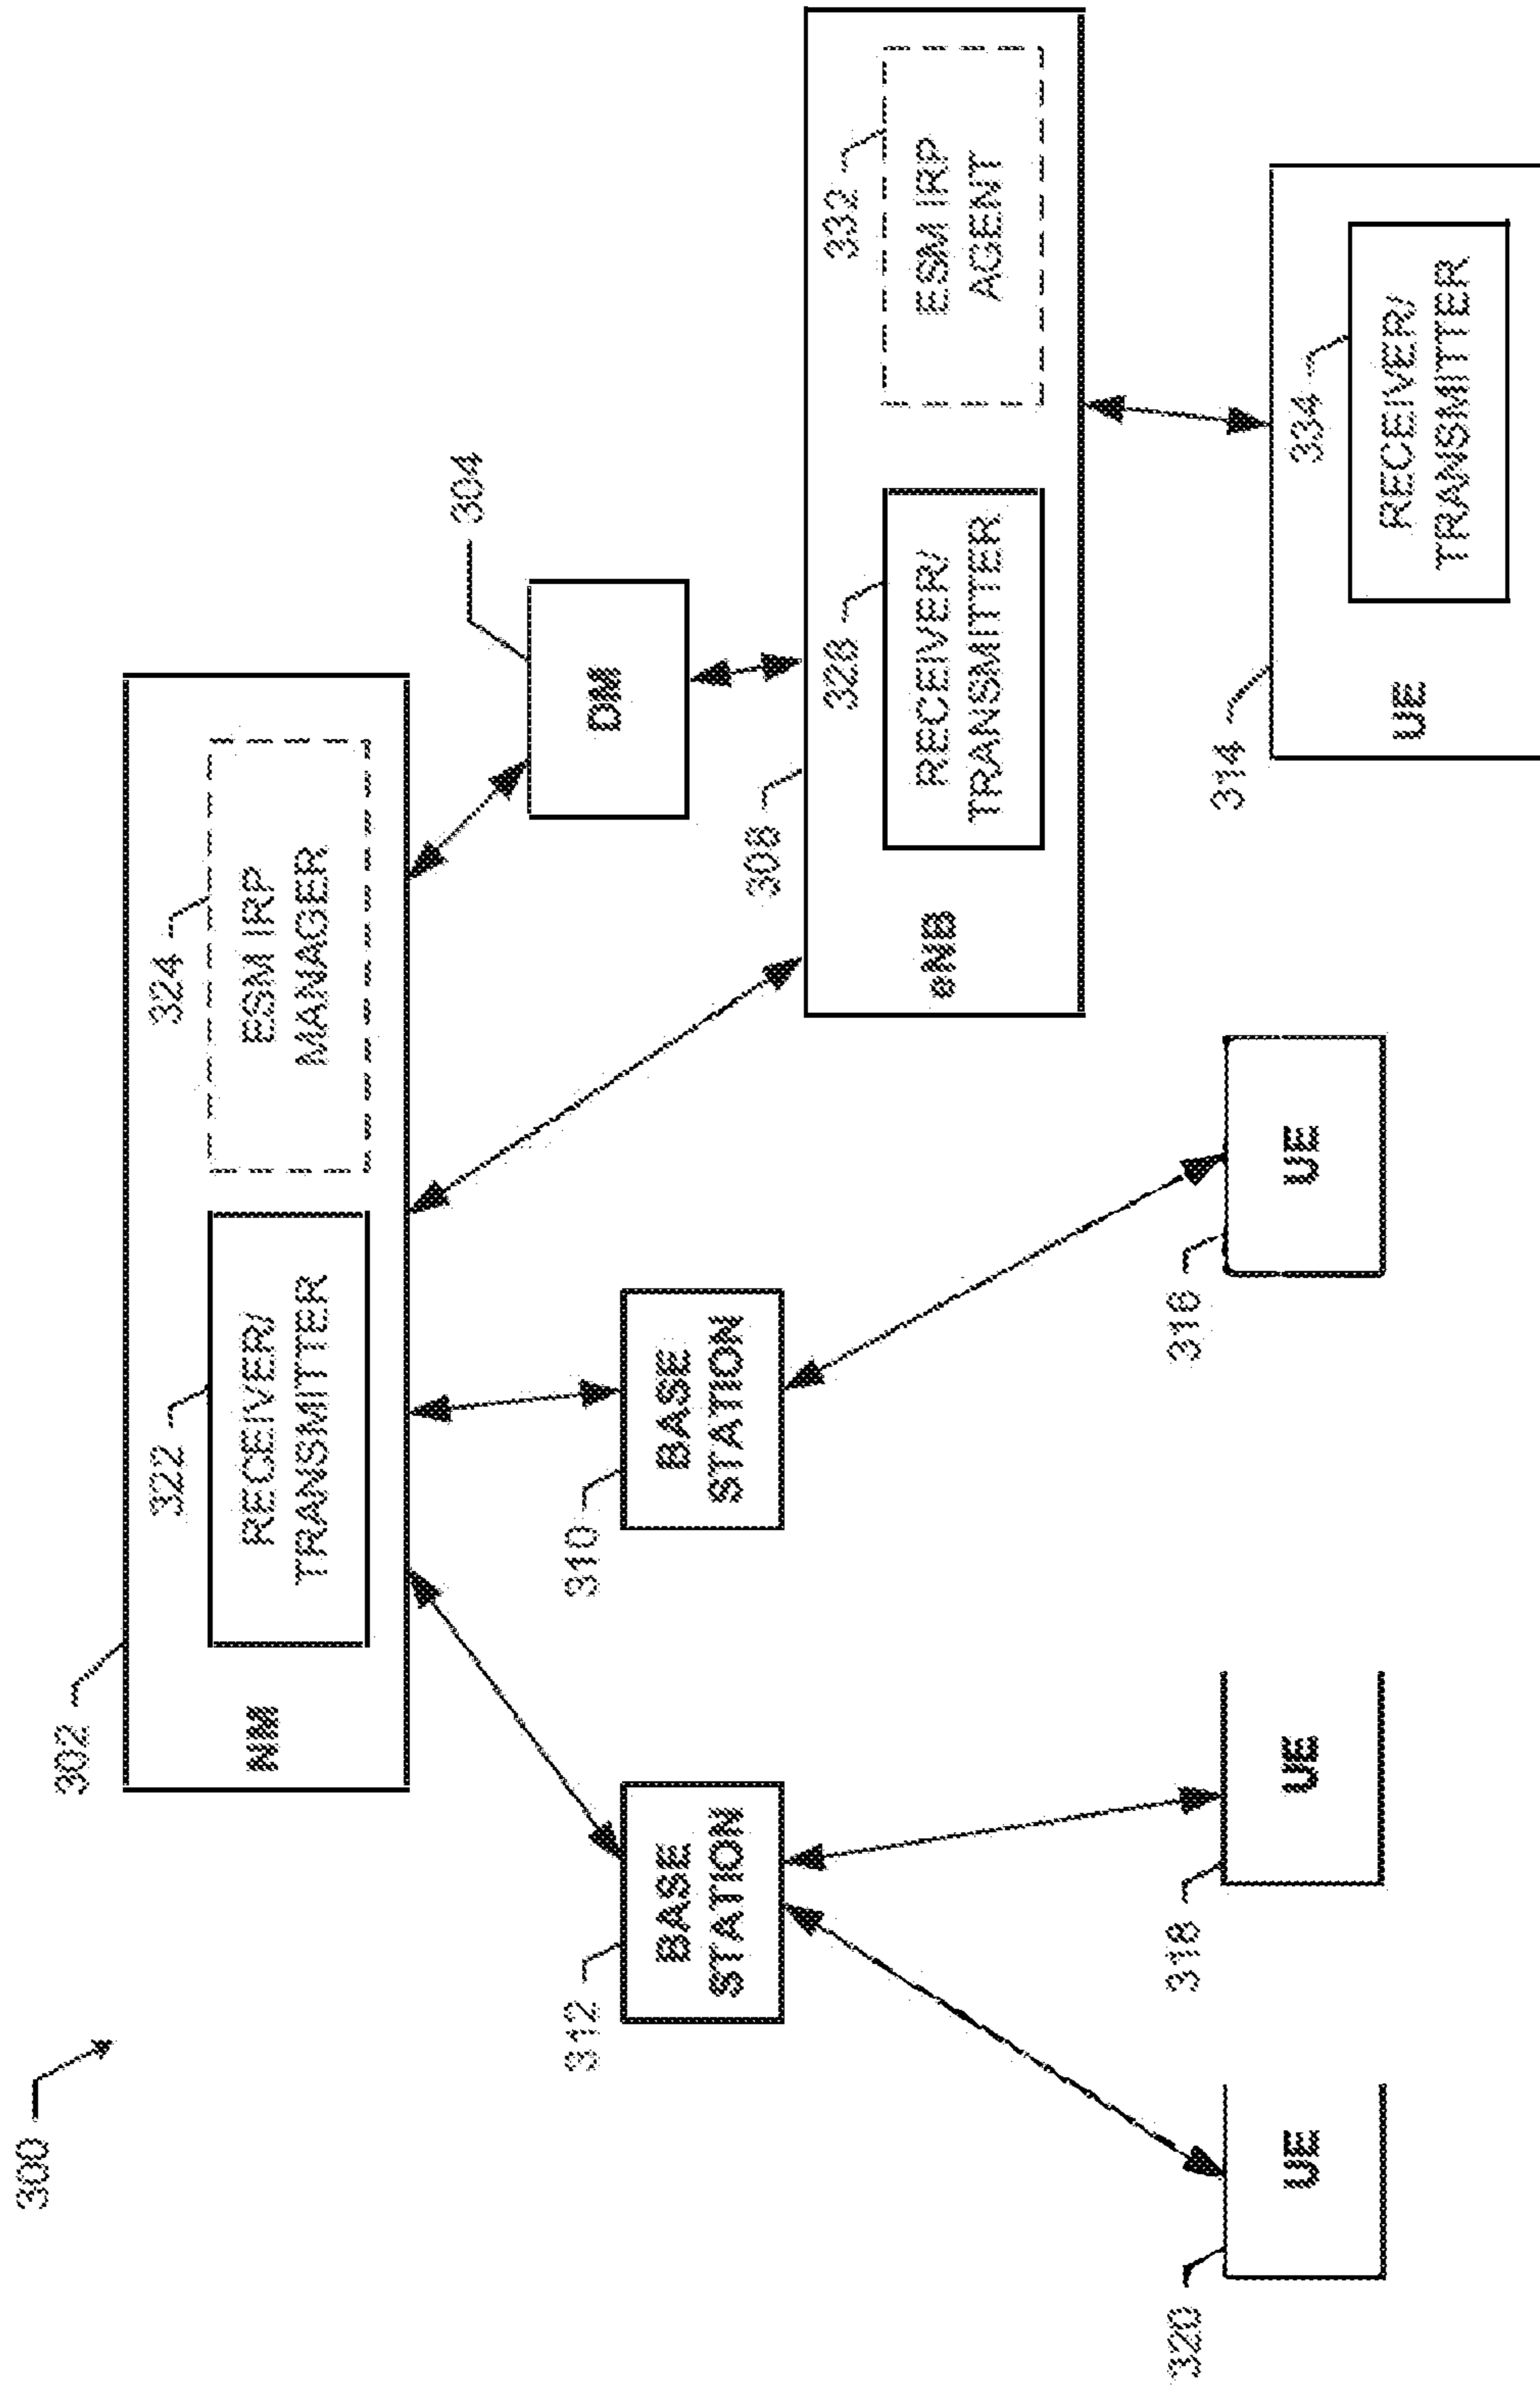 300
302
NM
322
RECEIVER/
TRANSMITTER
324
ESM IRP
MANAGER
304
DM
312
BASE
STATION
310
BASE
STATION
308
eNB
328
RECEIVER/
TRANSMITTER
332
ESM IRP
AGENT
320
UE
318
UE
316
UE
314
UE
334
RECEIVER/
TRANSMITTER